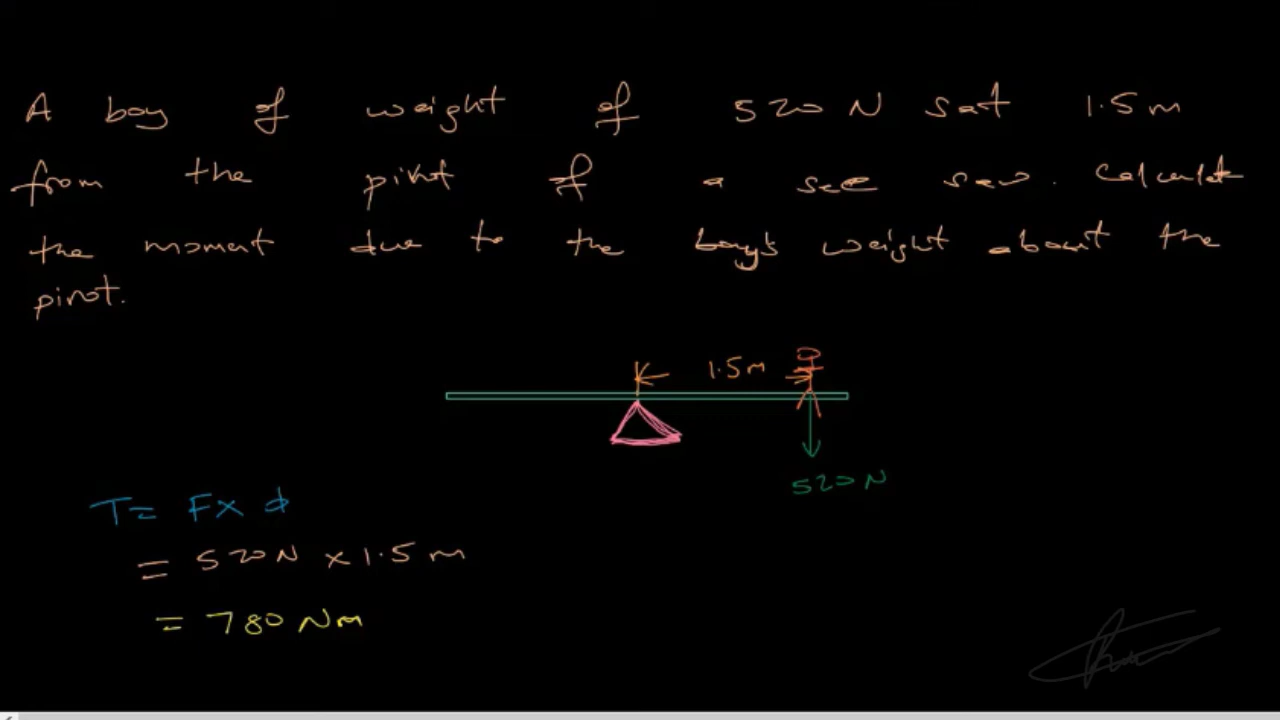 A boy of weight of 520 N sat 1.5 m
from the pivot of a see saw. Calculate
the moment due to the boy's weight about the
pivot.
1.5m
520 N
T = F x d
= 520 N x 1.5 m
= 780 Nm